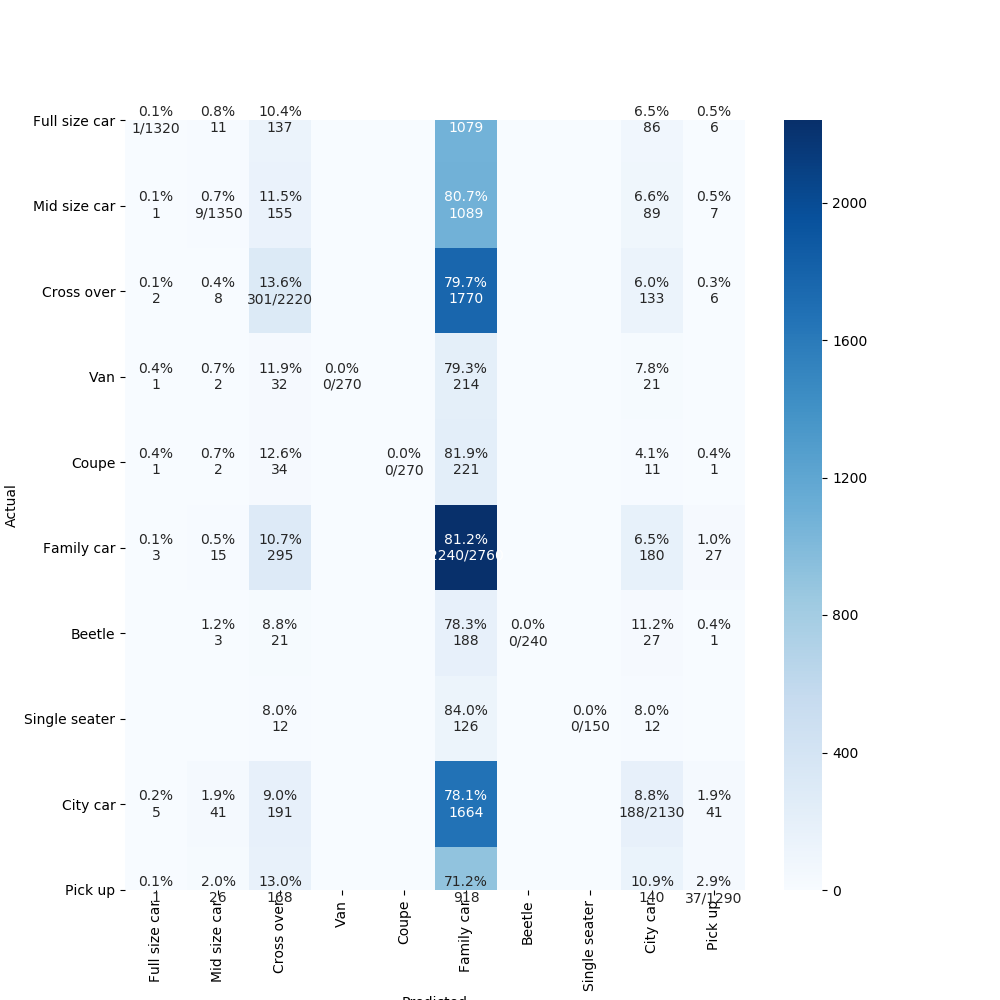 0.1% 0.8% 10.4% 6.5% 0.5%
Full size car 1/1320 11 137 1079 86 6
0.1% 0.7% 11.5% 80.7% 6.6% 0.5%
Mid size car 1 9/1350 155 1089 89 7
2000
0.1% 0.4% 13.6% 79.7% 6.0% 0.3%
Cross over 2 8 301/2220 1770 133 6
1600
0.4% 0.7% 11.9% 0.0% 79.3% 7.8%
Van 1 2 32 0/270 214 21
0.4% 0.7% 12.6% 0.0% 81.9% 4.1% 0.4%
Coupe 1 2 34 0/270 221 11 1
1200
Actual
0.1% 0.5% 10.7% 81.2% 6.5% 1.0%
Family car 3 15 295 2240/2760 180 27
800
1.2% 8.8% 78.3% 0.0% 11.2% 0.4%
Beetle 3 21 188 0/240 27 1
8.0% 84.0% 0.0% 8.0%
Single seater 12 126 0/150 12
400
0.2% 1.9% 9.0% 78.1% 8.8% 1.9%
City car 5 41 191 1664 188/2130 41
0.1% 2.0% 13.0% 71.2% 10.9% 2.9%
Pick up 1 26 168 918 140 37/1290
0
Full size car Mid size car Cross over Van Coupe Family car Beetle Single seater City car Pick up
Predicted